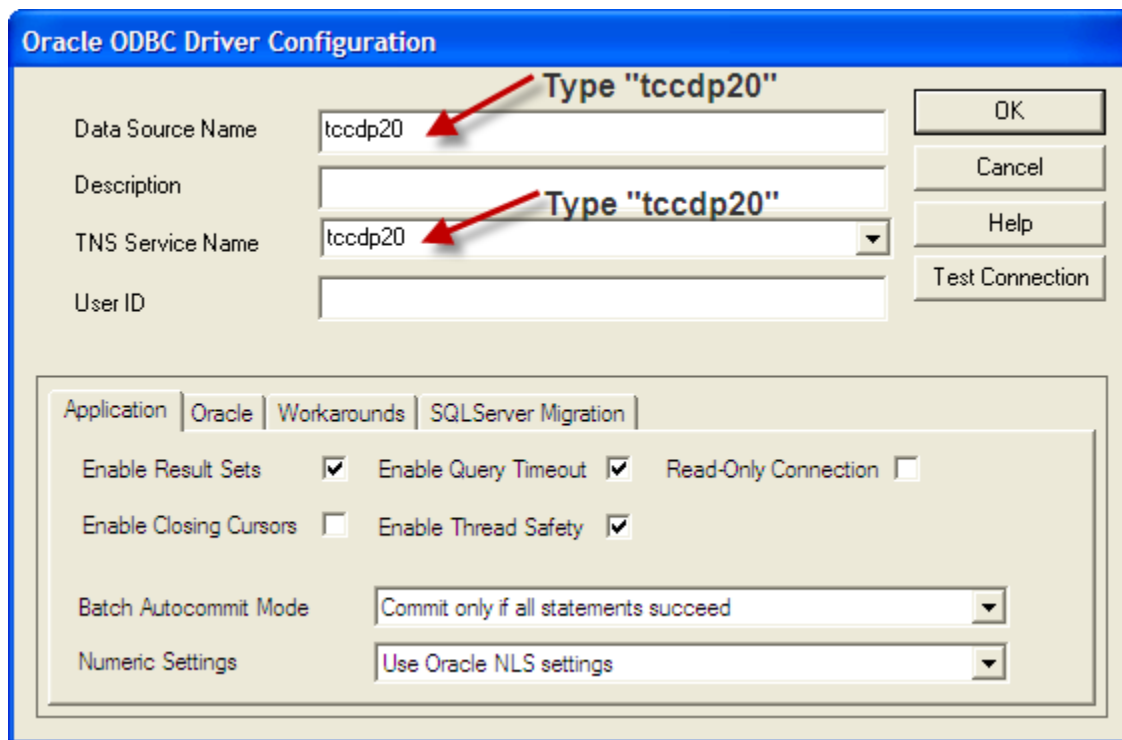 Oracle ODBC Driver Configuration
Type "tccdp20"
Data Source Name tccdp20 OK
Description Cancel
Type "tccdp20"
TNS Service Name tccdp20 Help
User ID Test Connection
Application Oracle Workarounds SQLServer Migration
Enable Result Sets Enable Query Timeout Read-Only Connection
Enable Closing Cursors Enable Thread Safety
Batch Autocommit Mode Commit only if all statements succeed
Numeric Settings Use Oracle NLS settings